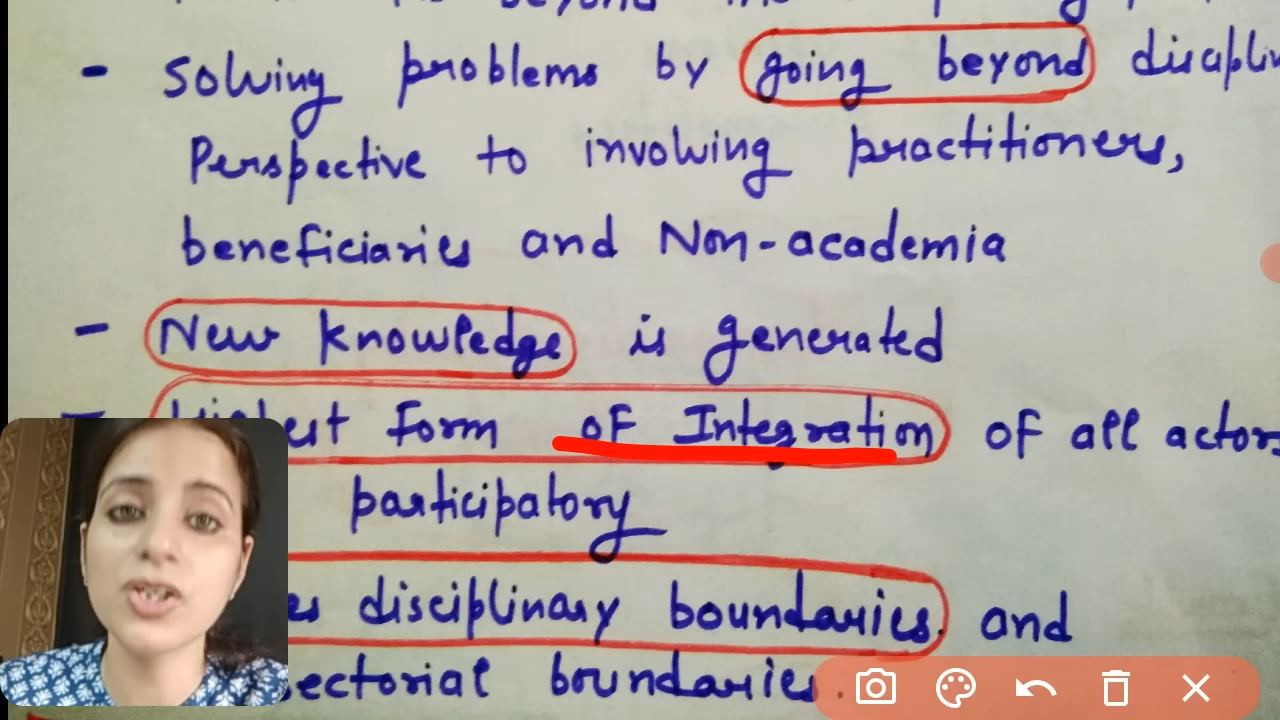 - Solving problems by going beyond
Perspective to involving practitioners,
beneficiaries and Non-academia
- New knowledge is generated
Form of Integration of all actors
participatory
disciplinary boundaries and
boundaries.